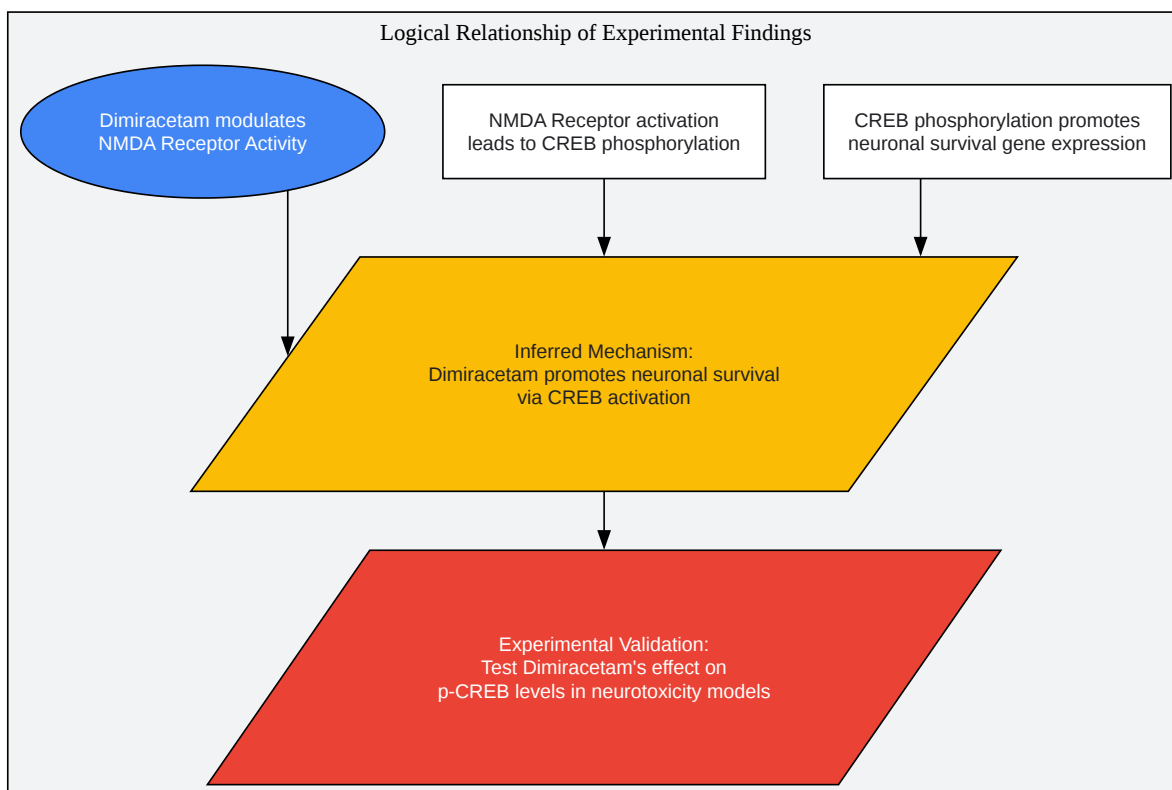 Logical Relationship of Experimental Findings
Dimiracetam modulates
NMDA Receptor Activity
NMDA Receptor activation
leads to CREB phosphorylation
CREB phosphorylation promotes
neuronal survival gene expression
Inferred Mechanism:
Dimiracetam promotes neuronal survival
via CREB activation
Experimental Validation:
Test Dimiracetam's effect on
p-CREB levels in neurotoxicity models